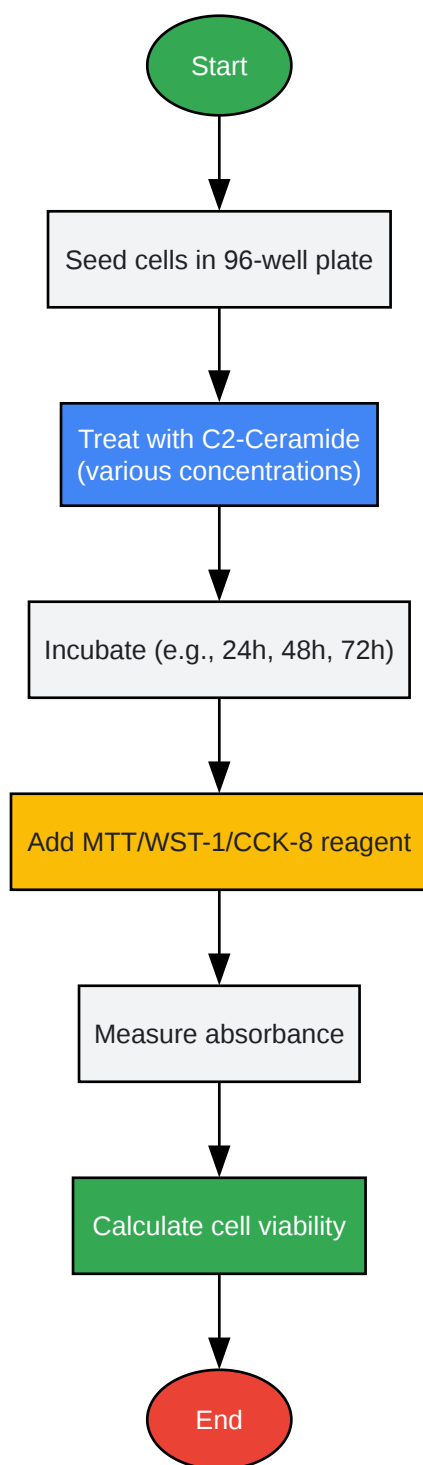 Start
Seed cells in 96-well plate
Treat with C2-Ceramide
(various concentrations)
Incubate (e.g., 24h, 48h, 72h)
Add MTT/WST-1/CCK-8 reagent
Measure absorbance
Calculate cell viability
End